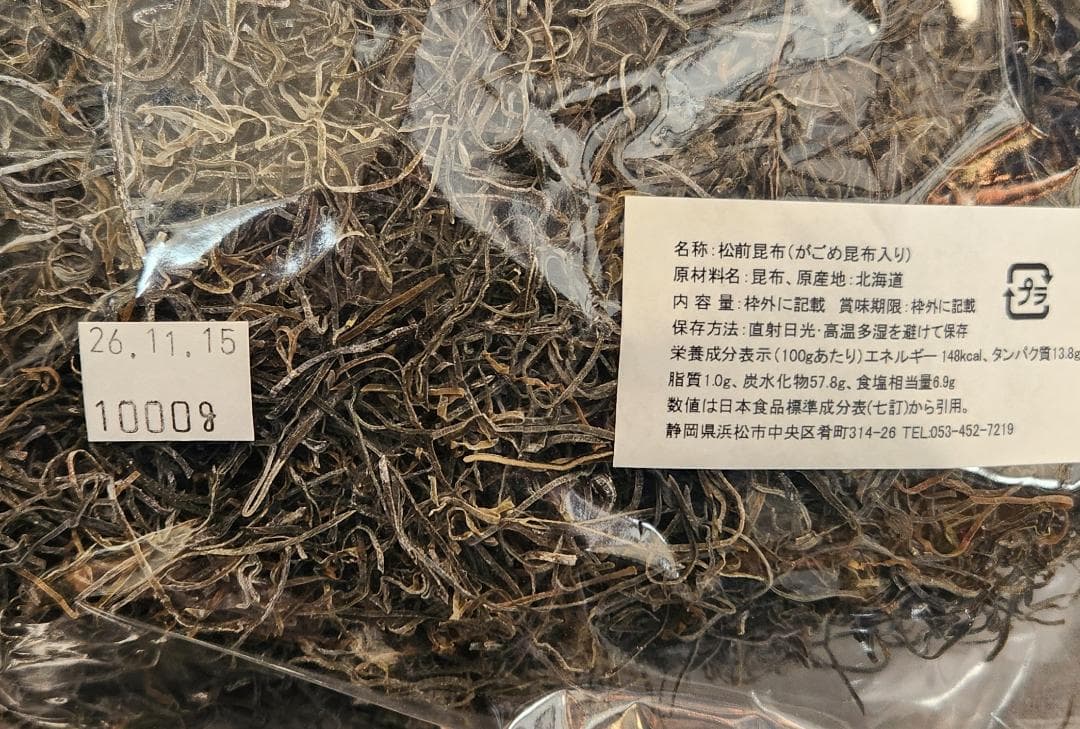 26.11.15
1000g
名称:松前昆布(がごめ昆布入り)
原材料名:昆布、原産地:北海道
内 容 量:枠外に記載　賞味期限:枠外に記載
保存方法:直射日光・高温多湿を避けて保存
栄養成分表示(100gあたり)エネルギー148kcal、タンパク質13.8g
脂質1.0g、炭水化物57.8g、食塩相当量6.9g
数値は日本食品標準成分表(七訂)から引用。
静岡県浜松市中央区肴町314-26 TEL:053-452-7219
プラ